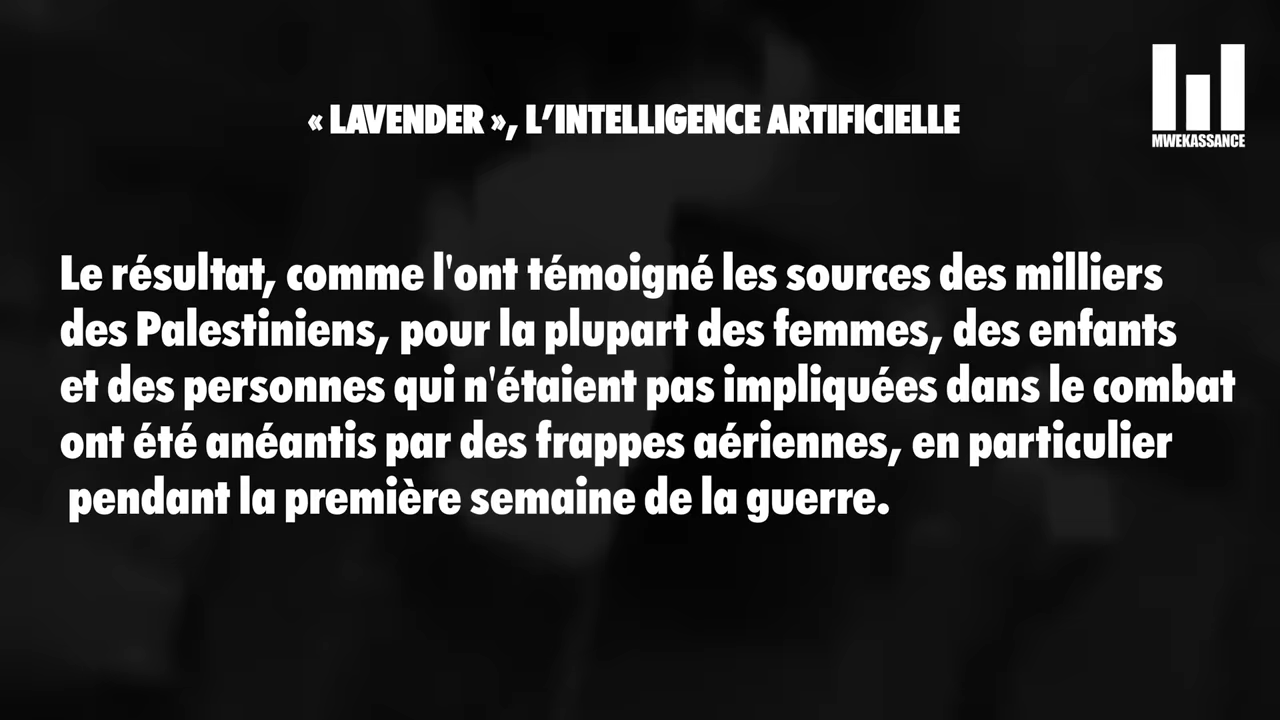 « LAVENDER », L’INTELLIGENCE ARTIFICIELLE
MWEKASSANCE
Le résultat, comme l'ont témoigné les sources des milliers
des Palestiniens, pour la plupart des femmes, des enfants
et des personnes qui n'étaient pas impliquées dans le combat
ont été anéantis par des frappes aériennes, en particulier
pendant la première semaine de la guerre.